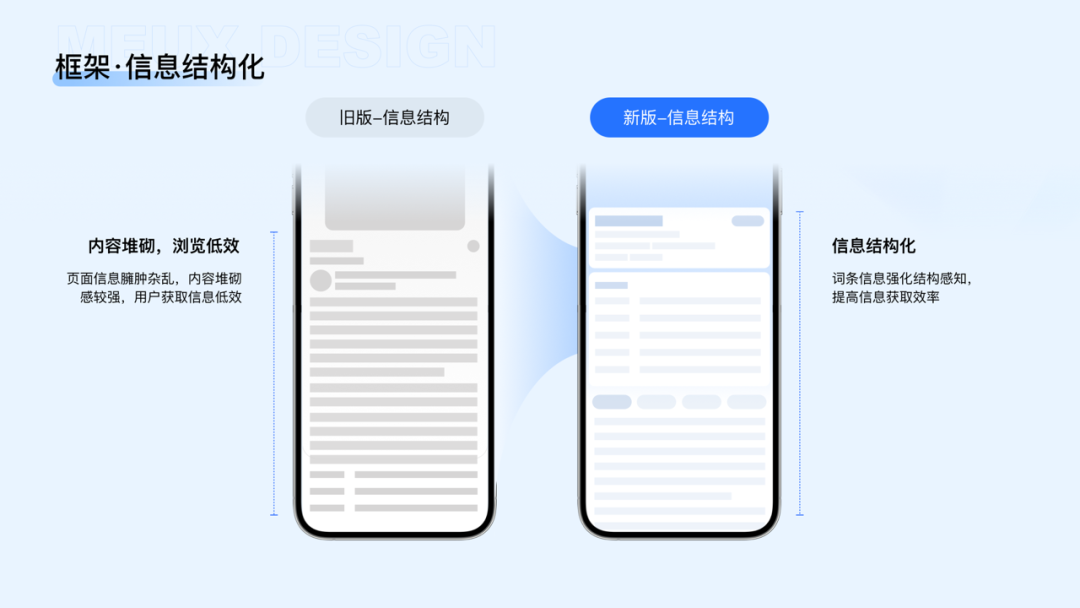 MEUX DESIGN
框架·信息结构化
旧版-信息结构
新版-信息结构
内容堆砌，浏览低效
页面信息臃肿杂乱，内容堆砌
感较强，用户获取信息低效
信息结构化
词条信息强化结构感知，
提高信息获取效率